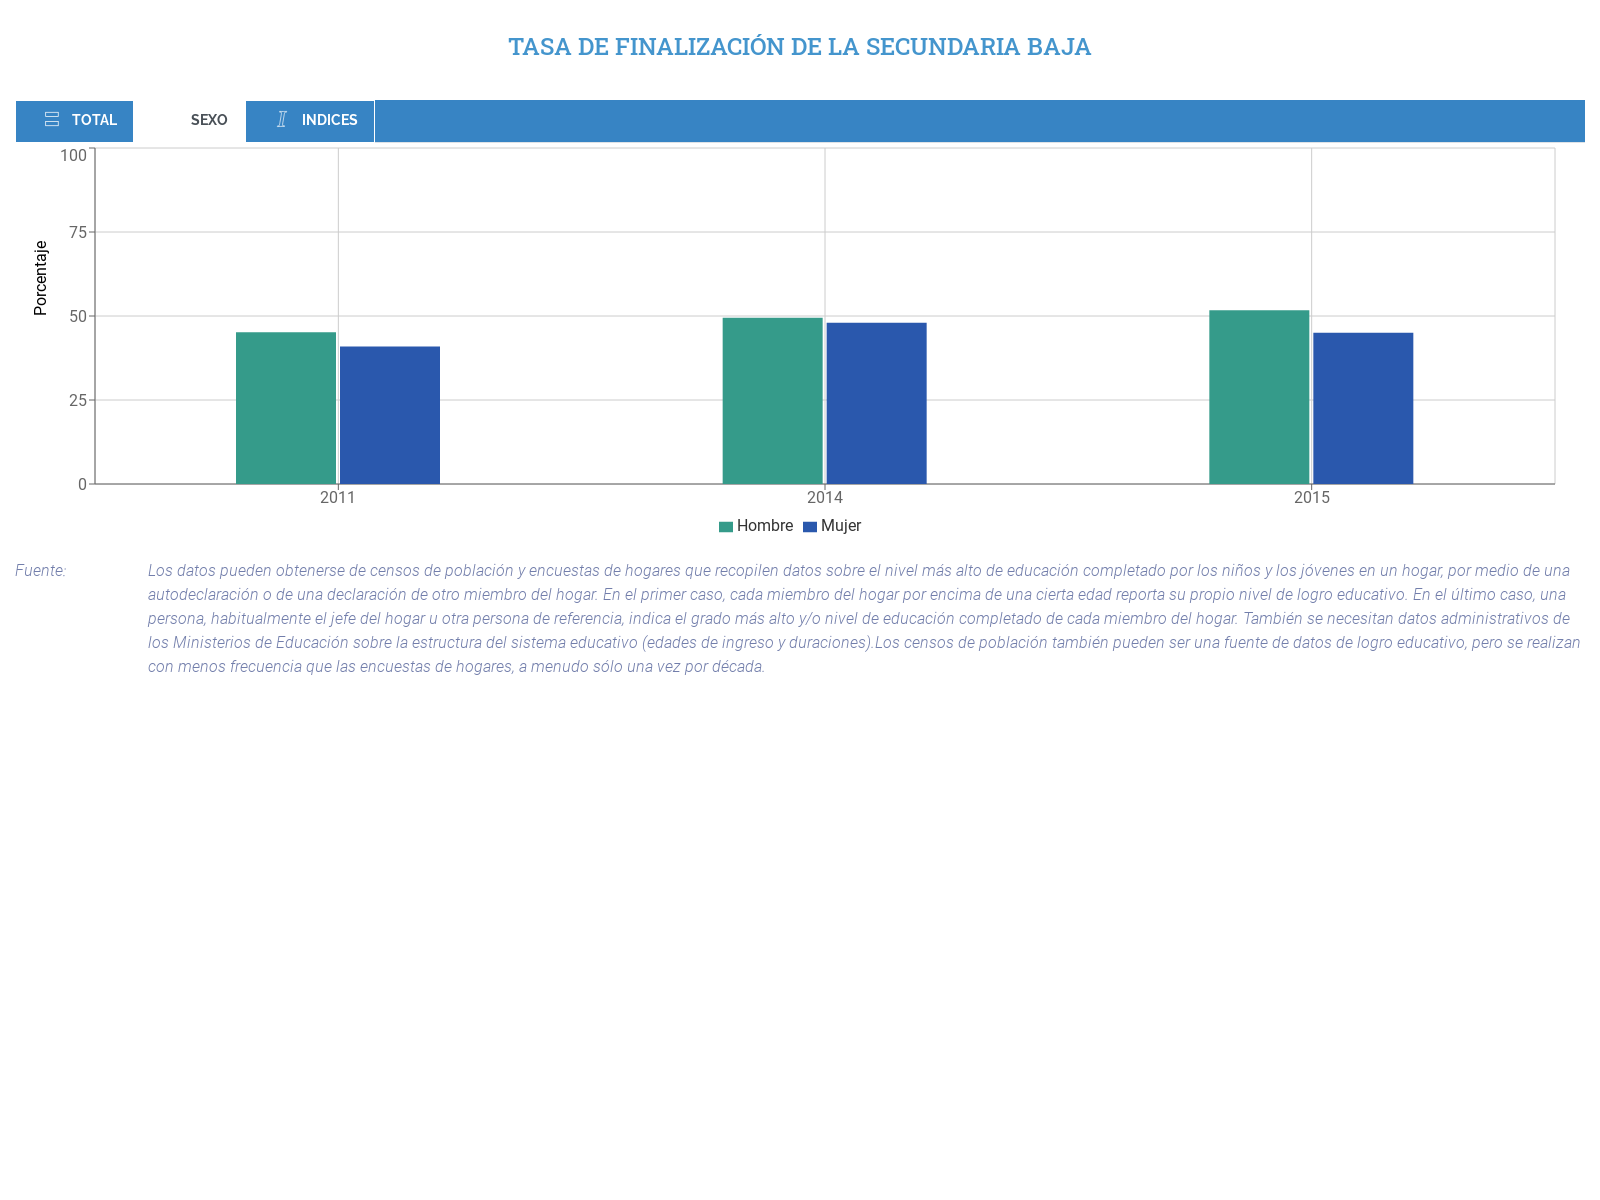 TASA DE FINALIZACIÓN DE LA SECUNDARIA BAJA
TOTAL SEXO INDICES
100
75
50
25
0
Porcentaje
2011 2014 2015
Hombre Mujer
Fuente: Los datos pueden obtenerse de censos de población y encuestas de hogares que recopilen datos sobre el nivel más alto de educación completado por los niños y los jóvenes en un hogar, por medio de una
autodeclaración o de una declaración de otro miembro del hogar. En el primer caso, cada miembro del hogar por encima de una cierta edad reporta su propio nivel de logro educativo. En el último caso, una
persona, habitualmente el jefe del hogar u otra persona de referencia, indica el grado más alto y/o nivel de educación completado de cada miembro del hogar. También se necesitan datos administrativos de
los Ministerios de Educación sobre la estructura del sistema educativo (edades de ingreso y duraciones).Los censos de población también pueden ser una fuente de datos de logro educativo, pero se realizan
con menos frecuencia que las encuestas de hogares, a menudo sólo una vez por década.